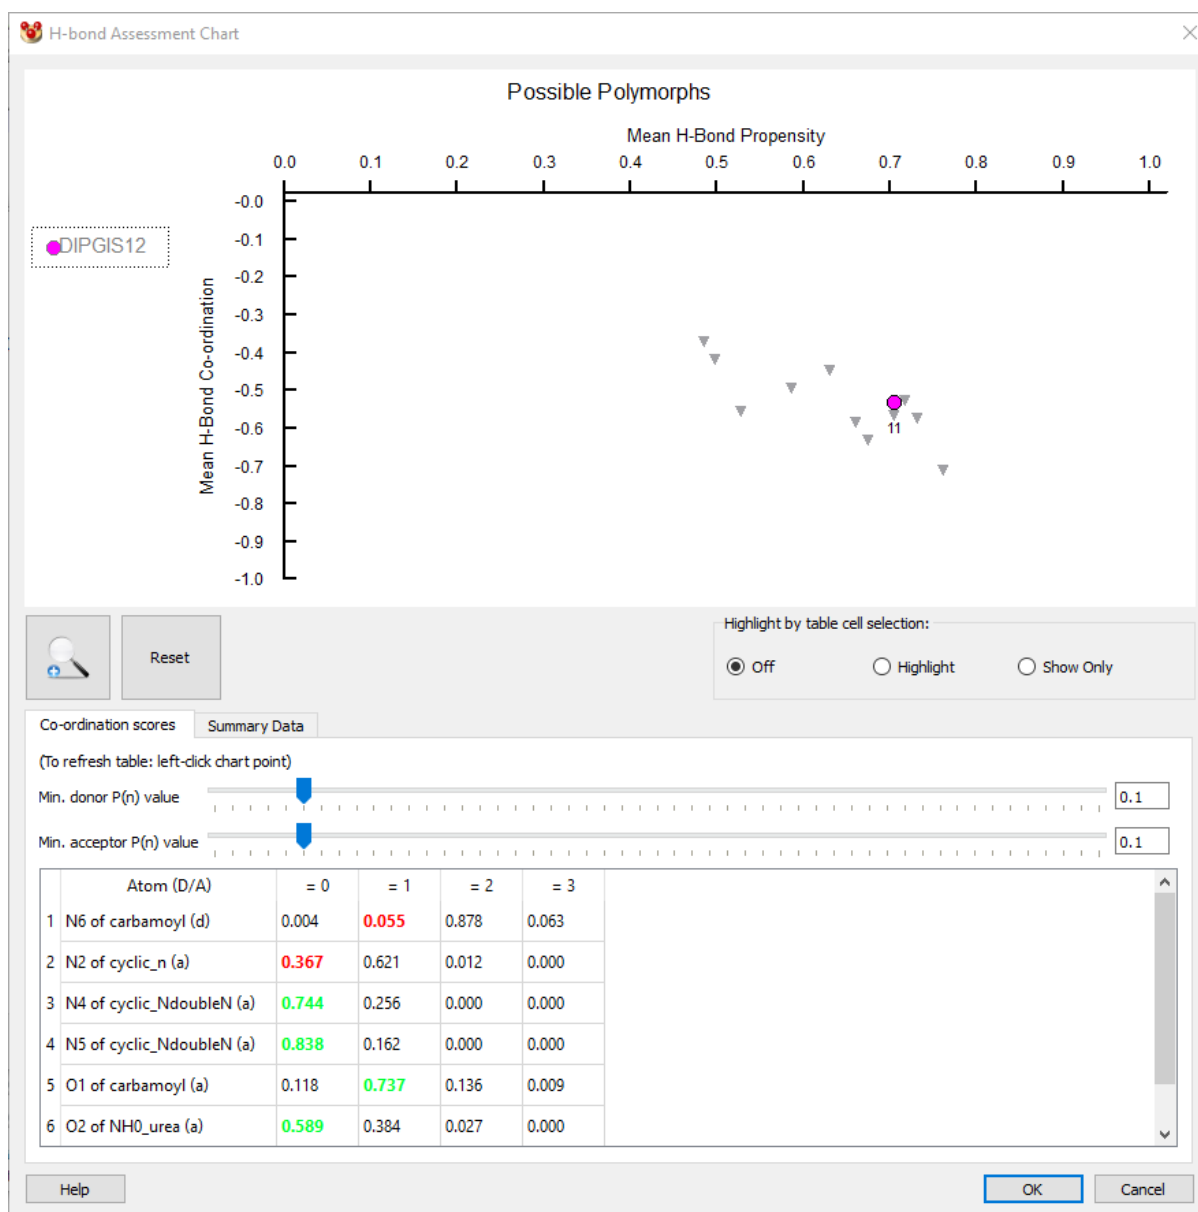 H-bond Assessment Chart
Possible Polymorphs
Mean H-Bond Propensity
0.0 0.1 0.2 0.3 0.4 0.5 0.6 0.7 0.8 0.9 1.0
DIPGIS12
Mean H-Bond Co-ordination
-0.0
-0.1
-0.2
-0.3
-0.4
-0.5
-0.6
-0.7
-0.8
-0.9
-1.0
11
Reset
Highlight by table cell selection:
Off Highlight Show Only
Co-ordination scores Summary Data
(To refresh table: left-click chart point)
Min. donor P(n) value 0.1
Min. acceptor P(n) value 0.1
Atom (D/A) = 0 = 1 = 2 = 3
1 N6 of carbamoyl (d) 0.004 0.055 0.878 0.063
2 N2 of cyclic_n (a) 0.367 0.621 0.012 0.000
3 N4 of cyclic_NdoubleN (a) 0.744 0.256 0.000 0.000
4 N5 of cyclic_NdoubleN (a) 0.838 0.162 0.000 0.000
5 O1 of carbamoyl (a) 0.118 0.737 0.136 0.009
6 O2 of NH0_urea (a) 0.589 0.384 0.027 0.000
Help OK Cancel